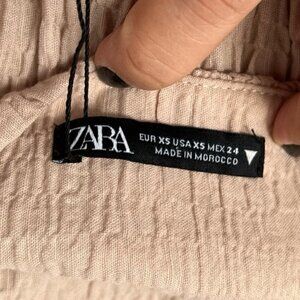 ZARA
EUR XS USA XS MEX 24
MADE IN MOROCCO